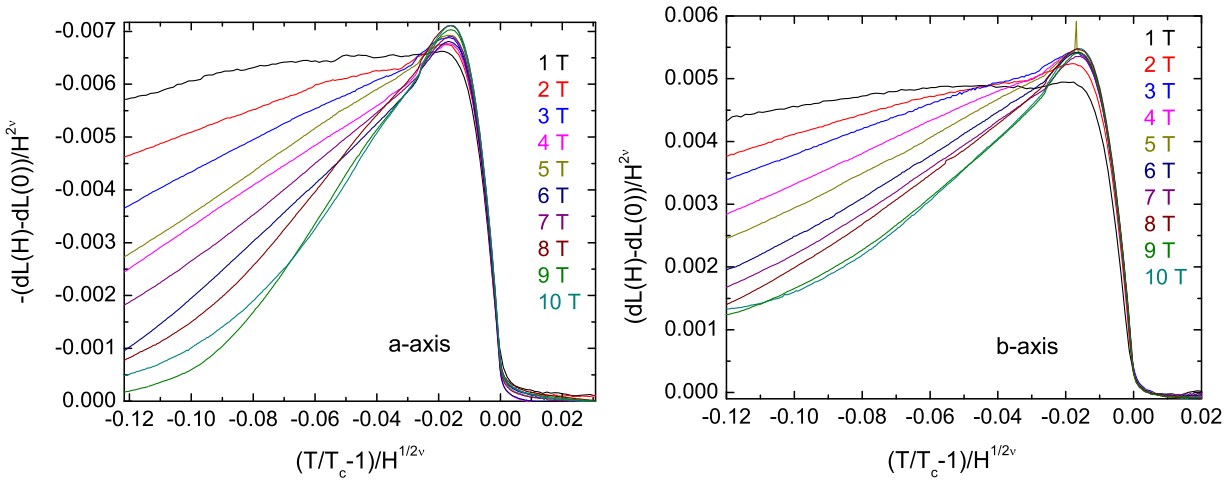 -(dL(H)-dL(0))/H^2ν
-0.007
-0.006
-0.005
-0.004
-0.003
-0.002
-0.001
0.000
1 T
2 T
3 T
4 T
5 T
6 T
7 T
8 T
9 T
10 T
a-axis
-0.12 -0.10 -0.08 -0.06 -0.04 -0.02 0.00 0.02
(T/T_c-1)/H^1/2ν
(dL(H)-dL(0))/H^2ν
0.006
0.005
0.004
0.003
0.002
0.001
0.000
1 T
2 T
3 T
4 T
5 T
6 T
7 T
8 T
9 T
10 T
b-axis
-0.12 -0.10 -0.08 -0.06 -0.04 -0.02 0.00 0.02
(T/T_c-1)/H^1/2ν